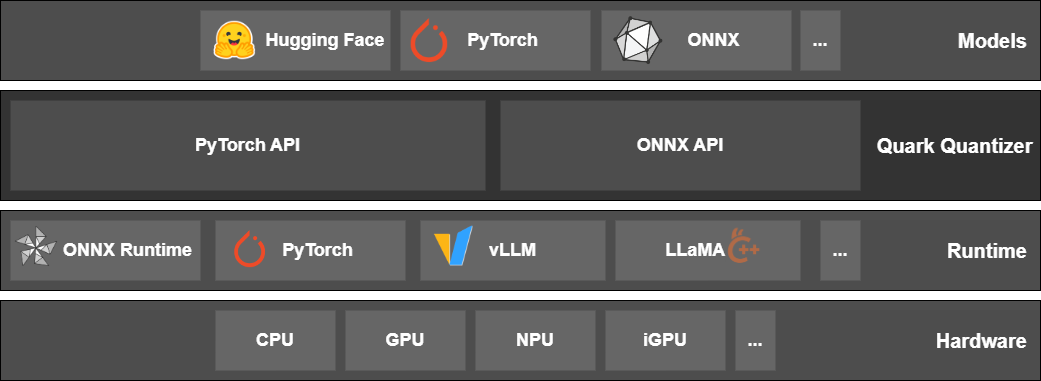 Hugging Face PyTorch ONNX ... Models
PyTorch API ONNX API Quark Quantizer
ONNX Runtime PyTorch vLLM LLaMA C++ ... Runtime
CPU GPU NPU iGPU ... Hardware